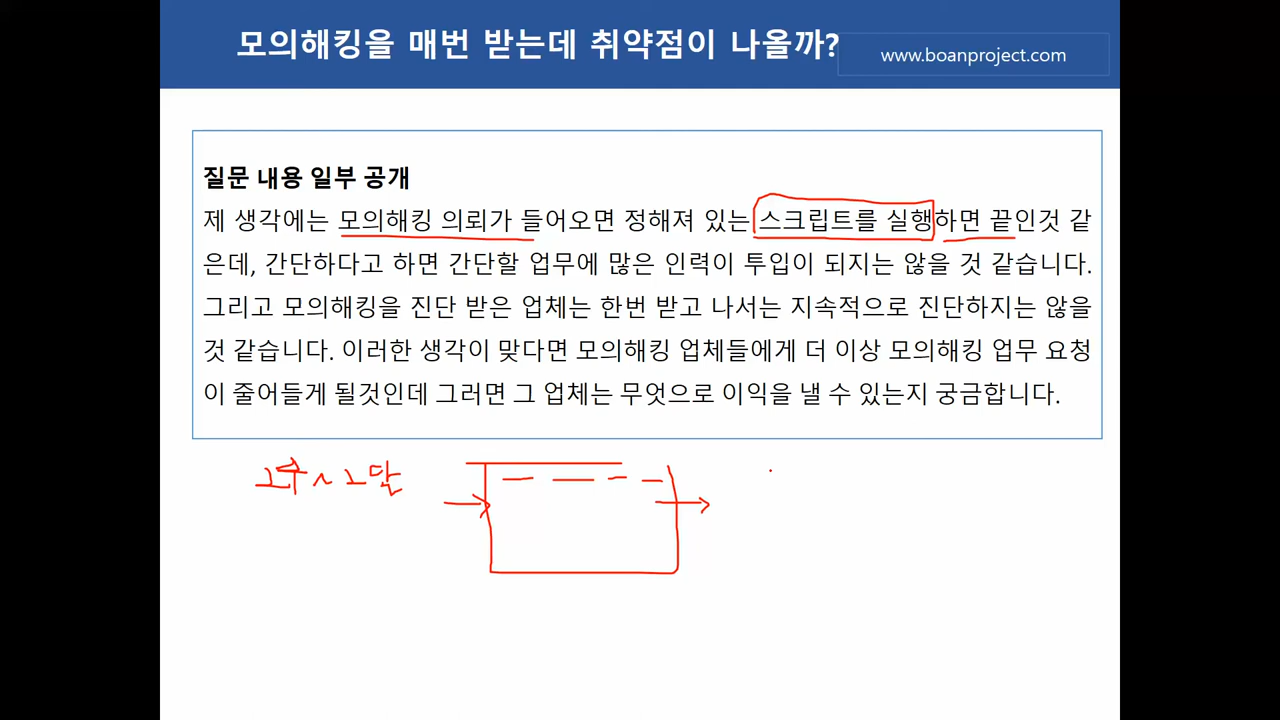 모의해킹을 매번 받는데 취약점이 나올까?
www.boanproject.com
질문 내용 일부 공개
제 생각에는 모의해킹 의뢰가 들어오면 정해져 있는 스크립트를 실행하면 끝인것 같
은데, 간단하다고 하면 간단할 업무에 많은 인력이 투입이 되지는 않을 것 같습니다.
그리고 모의해킹을 진단 받은 업체는 한번 받고 나서는 지속적으로 진단하지는 않을
것 같습니다. 이러한 생각이 맞다면 모의해킹 업체들에게 더 이상 모의해킹 업무 요청
이 줄어들게 될것인데 그러면 그 업체는 무엇으로 이익을 낼 수 있는지 궁금합니다.
2주~2달